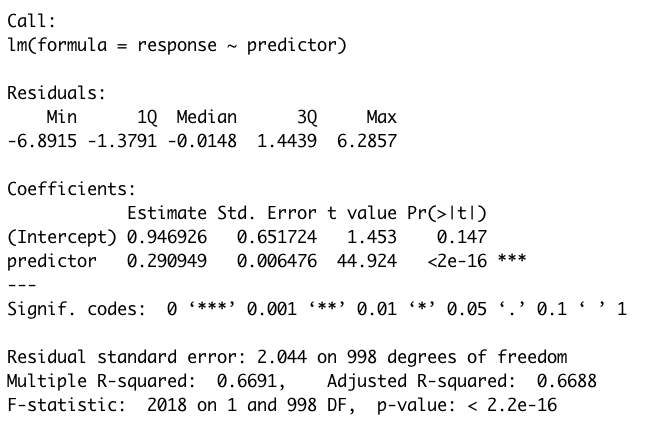 Call:
lm(formula = response ~ predictor)
Residuals:
    Min      1Q  Median      3Q     Max
-6.8915 -1.3791 -0.0148  1.4439  6.2857
Coefficients:
            Estimate Std. Error t value Pr(>|t|)
(Intercept) 0.946926   0.651724   1.453    0.147
predictor   0.290949   0.006476  44.924   <2e-16 ***
---
Signif. codes:  0 ‘***’ 0.001 ‘**’ 0.01 ‘*’ 0.05 ‘.’ 0.1 ‘ ’ 1
Residual standard error: 2.044 on 998 degrees of freedom
Multiple R-squared:  0.6691,    Adjusted R-squared:  0.6688
F-statistic:  2018 on 1 and 998 DF,  p-value: < 2.2e-16